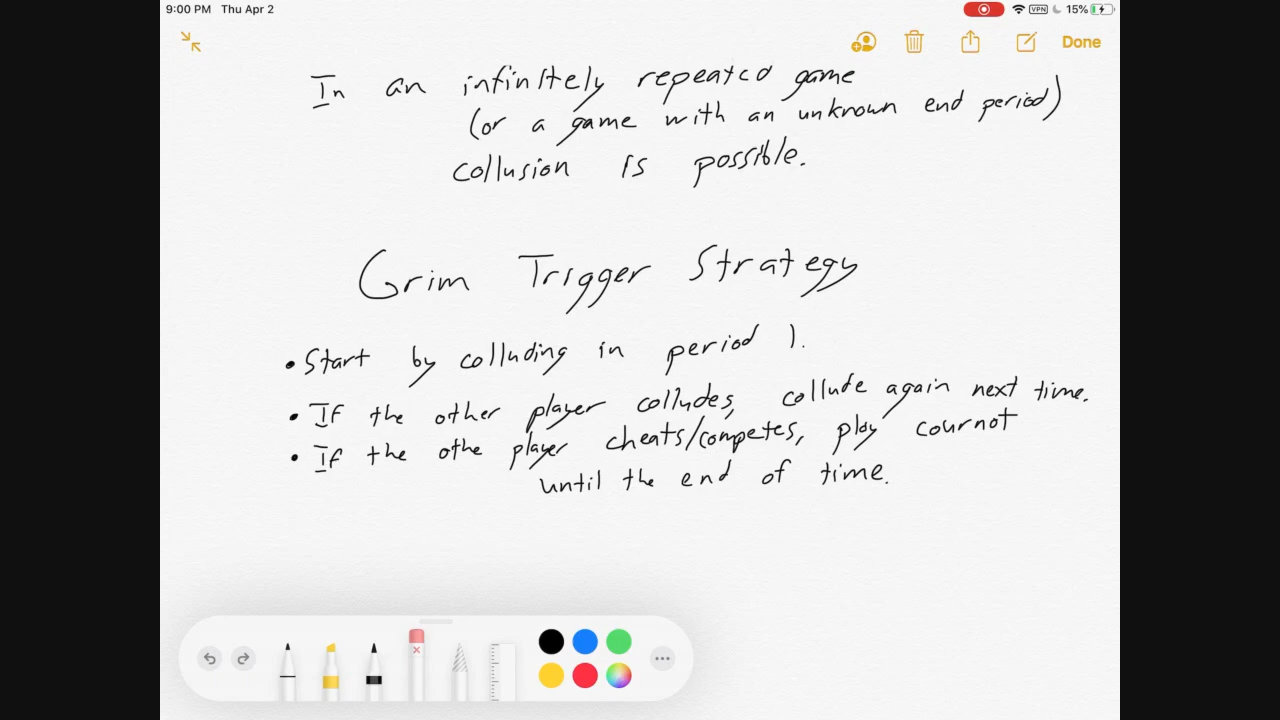 9:00 PM Thu Apr 2
VPN 15%
Done
In an infinitely repeated game
(or a game with an unknown end period)
collusion is possible.
Grim Trigger Strategy
• Start by colluding in period 1.
• If the other player colludes, collude again next time.
• If the othe player cheats/competes, play cournot
until the end of time.